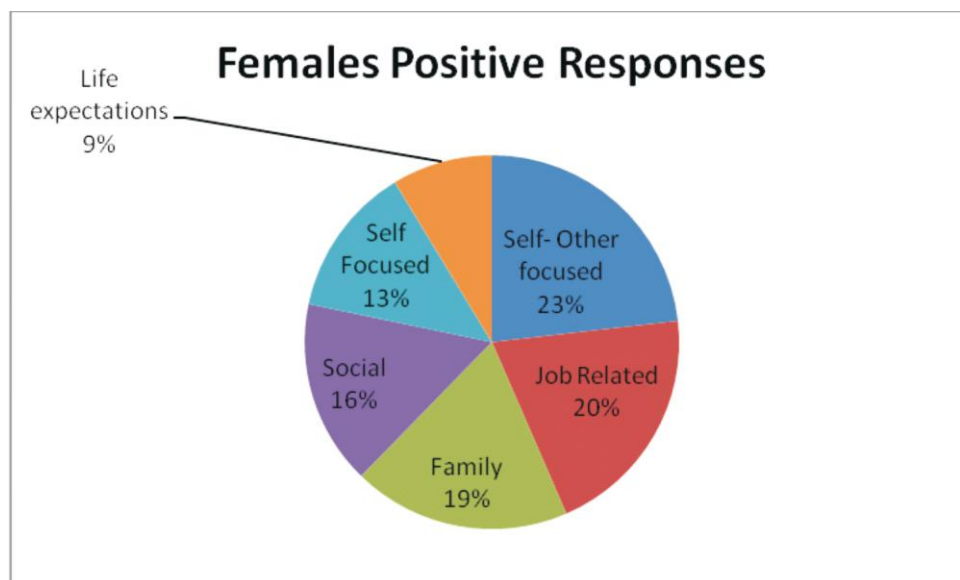 Females Positive Responses
Life
expectations
9%
Self- Other
focused
23%
Job Related
20%
Family
19%
Social
16%
Self
Focused
13%